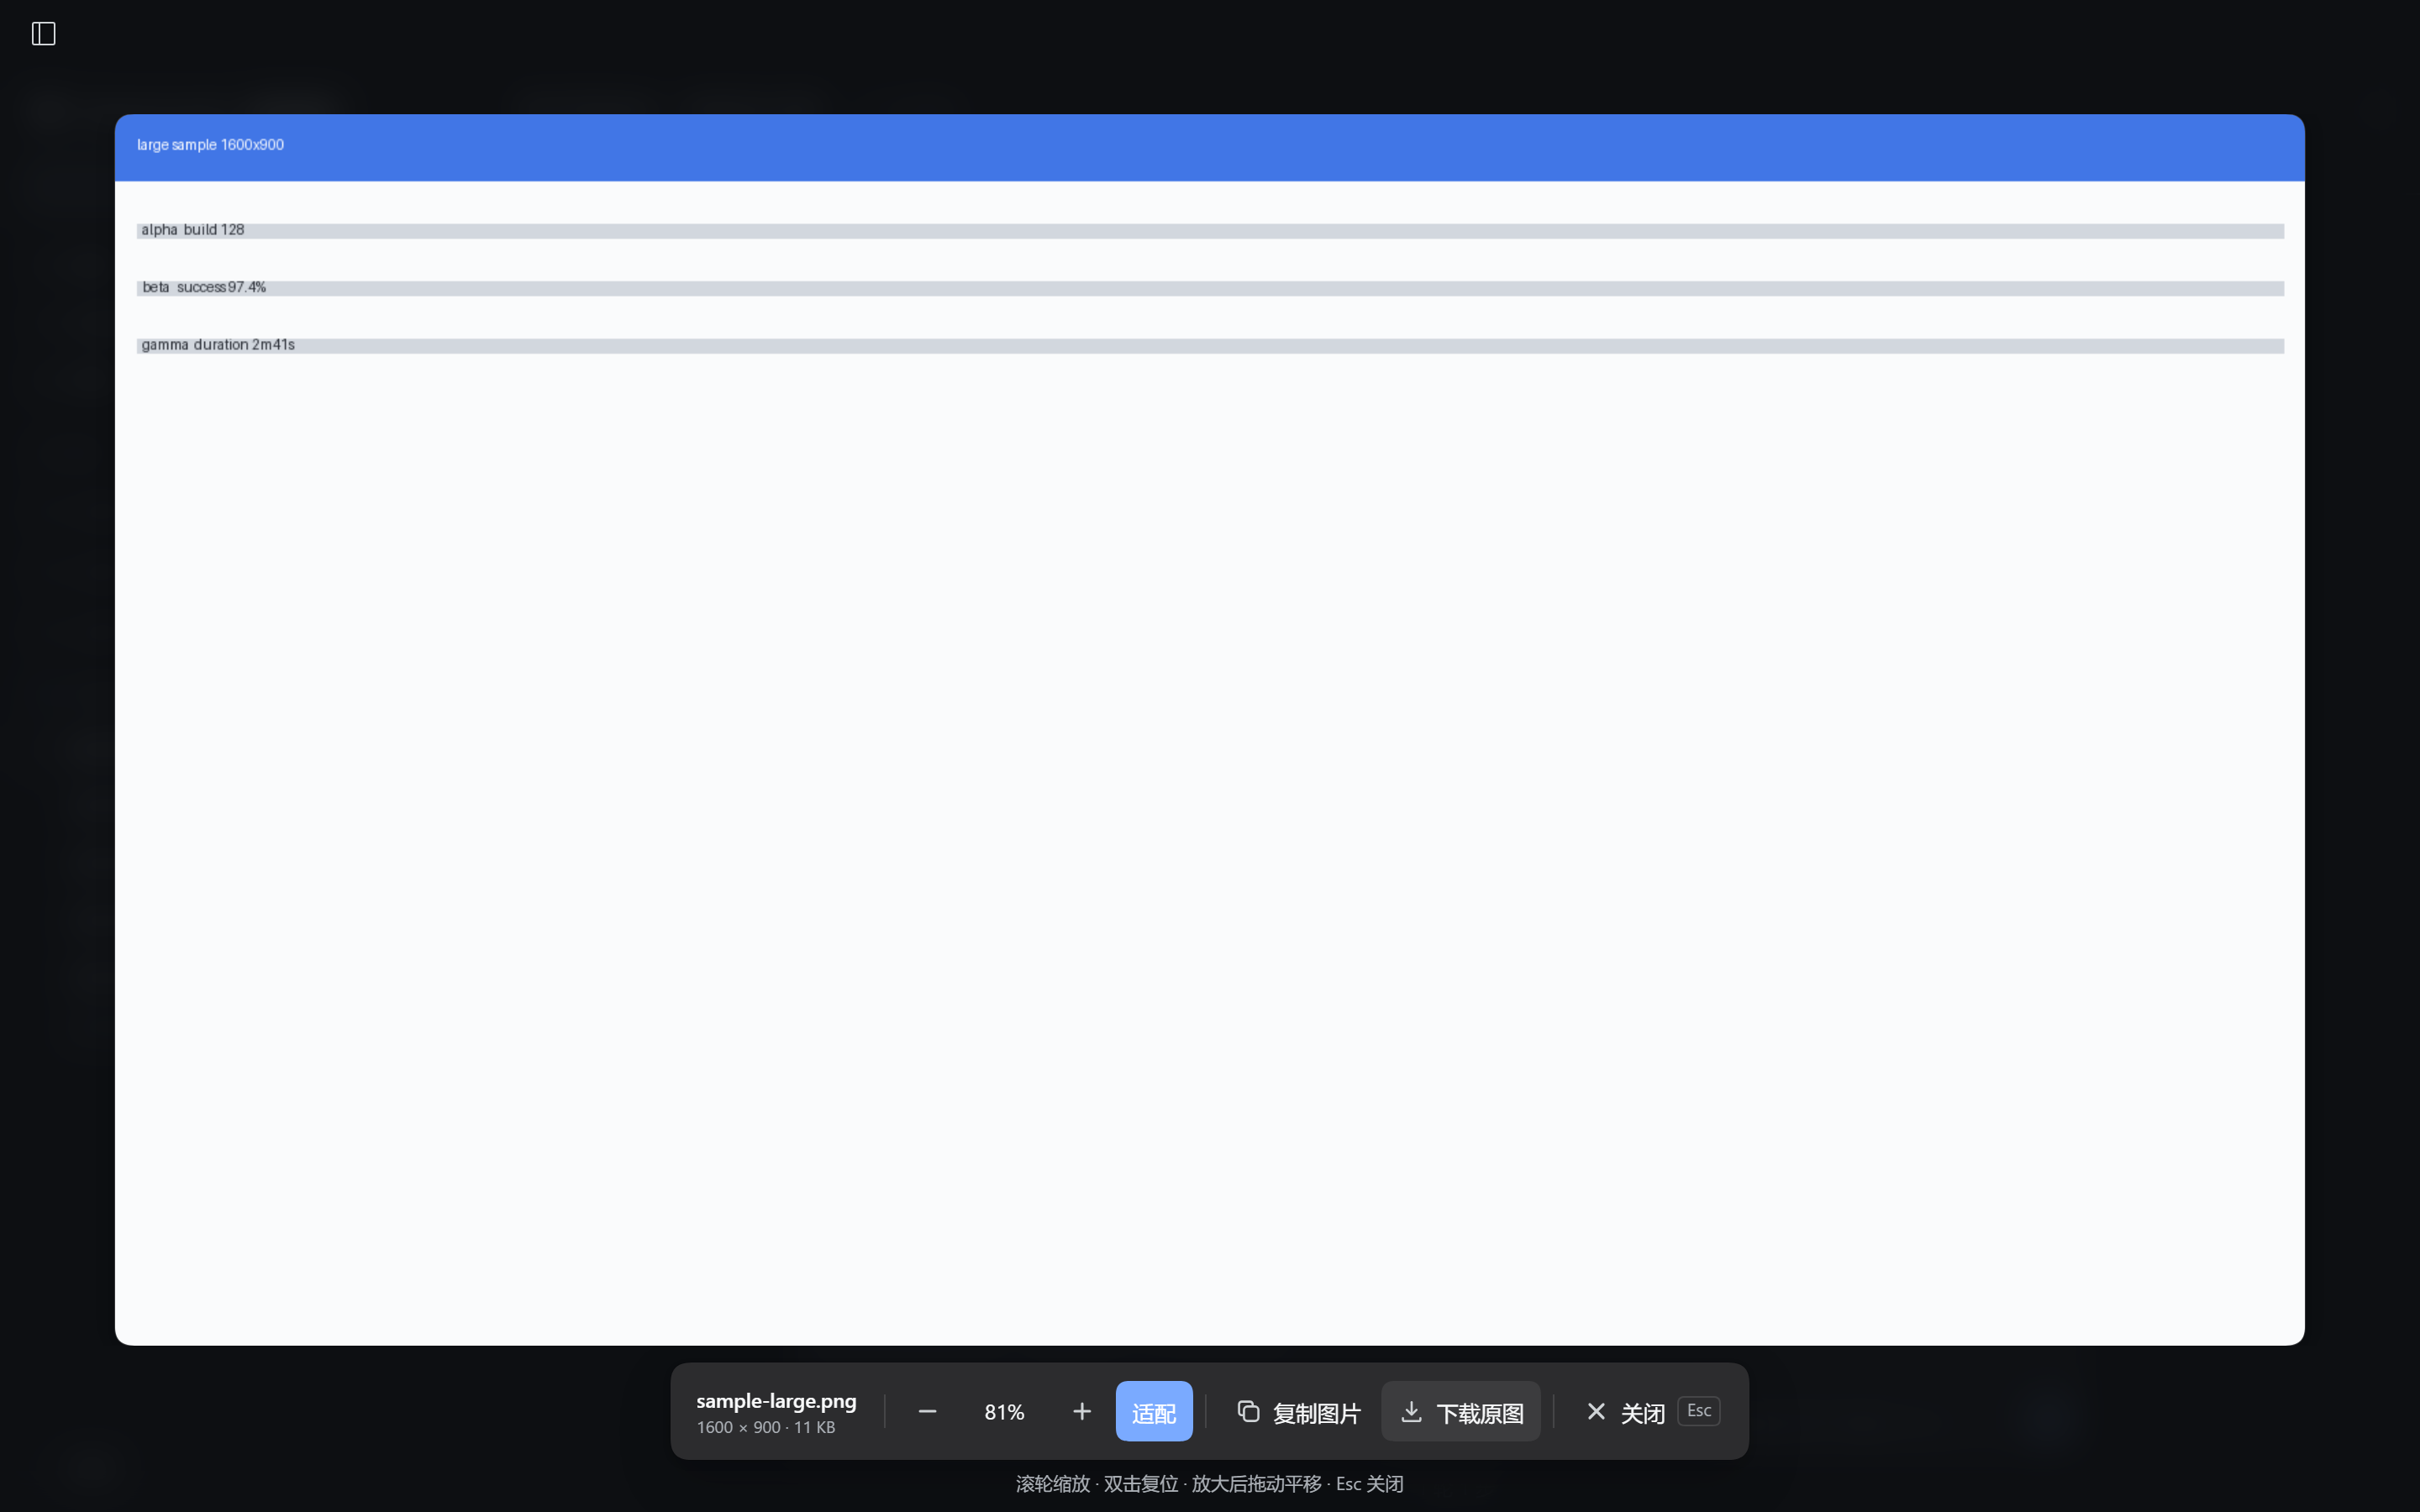 large sample 1600x900
alpha build 128
beta success 97.4%
gamma duration 2m41s
sample-large.png
1600 × 900 · 11 KB
81%
适配
复制图片
下载原图
关闭 Esc
滚轮缩放 · 双击复位 · 放大后拖动平移 · Esc 关闭